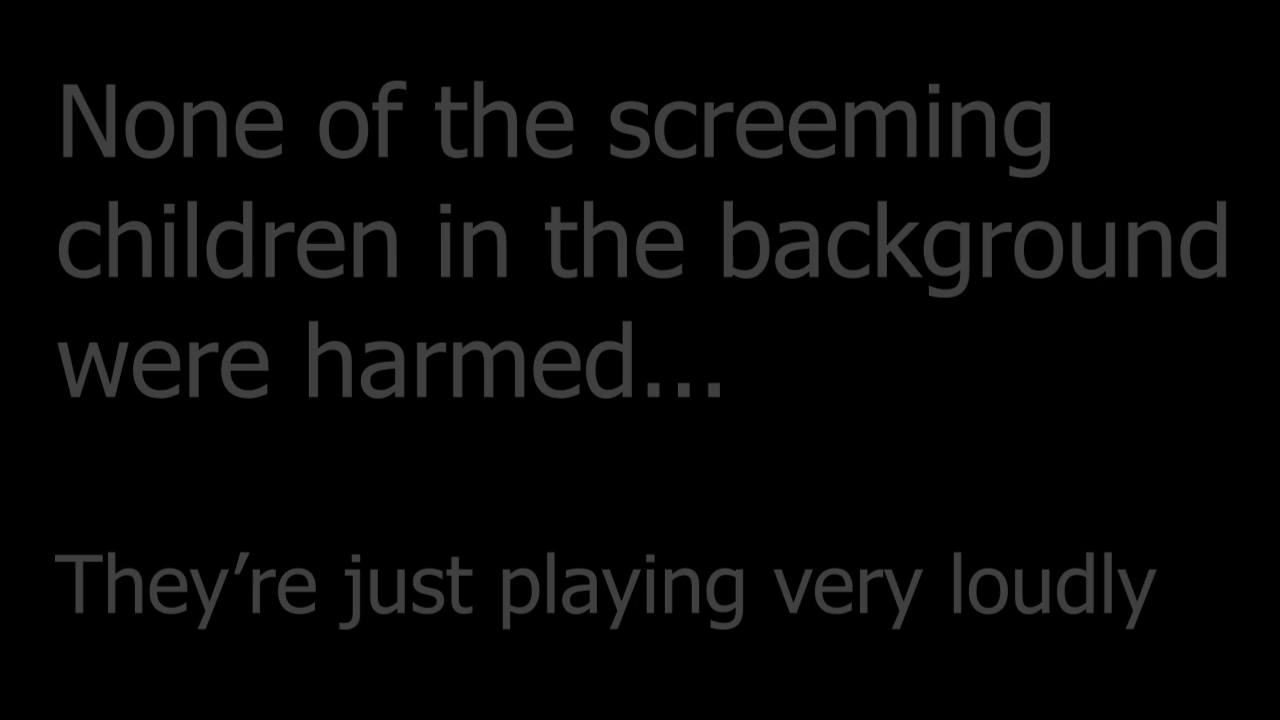 None of the screeming
children in the background
were harmed...
They’re just playing very loudly